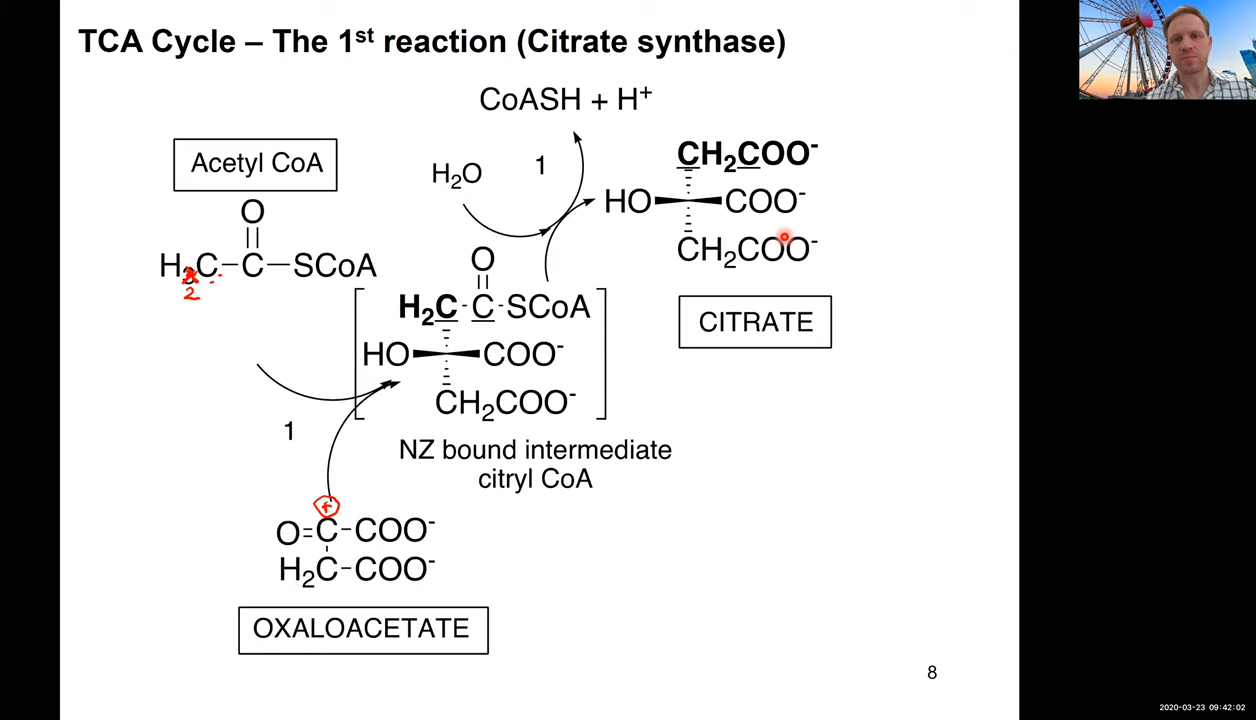 TCA Cycle – The 1st reaction (Citrate synthase)
CoASH + H+
Acetyl CoA
H2O
1
CH2COO-
HO COO-
CH2COO-
CITRATE
O
H3C-C-SCoA
2
O
H2C-C-SCoA
HO COO-
CH2COO-
NZ bound intermediate
citryl CoA
1
+
O=C-COO-
H2C-COO-
OXALOACETATE
8
2020-03-23 09:42:02